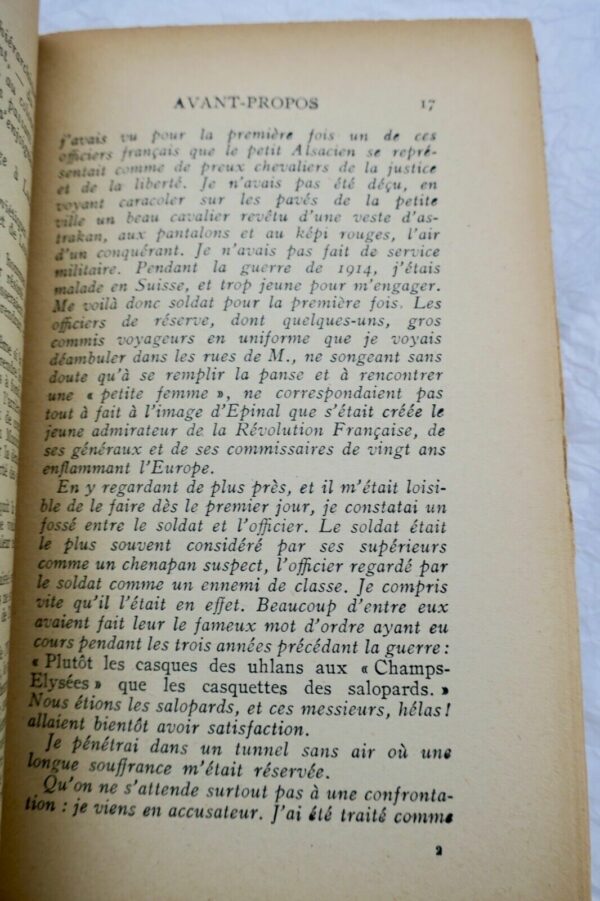 AVANT-PROPOS 17
j'avais vu pour la première fois un de ces
officiers français que le petit Alsacien se repré-
sentait comme de preux chevaliers de la justice
et de la liberté. Je n'avais pas été déçu, en
voyant caracoler sur les pavés de la petite
ville un beau cavalier revêtu d'une veste d'as-
trakan, aux pantalons et au képi rouges, l'air
d'un conquérant. Je n'avais pas fait de service
militaire. Pendant la guerre de 1914, j'étais
malade en Suisse, et trop jeune pour m'engager.
Me voilà donc soldat pour la première fois. Les
officiers de réserve, dont quelques-uns, gros
commis voyageurs en uniforme que je voyais
déambuler dans les rues de M., ne songeant sans
doute qu'à se remplir la panse et à rencontrer
une « petite femme », ne correspondaient pas
tout à fait à l'image d'Epinal que s'était créée le
jeune admirateur de la Révolution Française, de
ses généraux et de ses commissaires de vingt ans
enflammant l'Europe.
En y regardant de plus près, et il m'était loisi-
ble de le faire dès le premier jour, je constatai un
fossé entre le soldat et l'officier. Le soldat était
le plus souvent considéré par ses supérieurs
comme un chenapan suspect, l'officier regardé par
le soldat comme un ennemi de classe. Je compris
vite qu'il l'était en effet. Beaucoup d'entre eux
avaient fait leur le fameux mot d'ordre ayant eu
cours pendant les trois années précédant la guerre :
« Plutôt les casques des uhlans aux « Champs-
Elysées » que les casquettes des salopards. »
Nous étions les salopards, et ces messieurs, hélas !
allaient bientôt avoir satisfaction.
Je pénétrai dans un tunnel sans air où une
longue souffrance m'était réservée.
Qu'on ne s'attende surtout pas à une confronta-
tion : je viens en accusateur. J'ai été traité comme
2